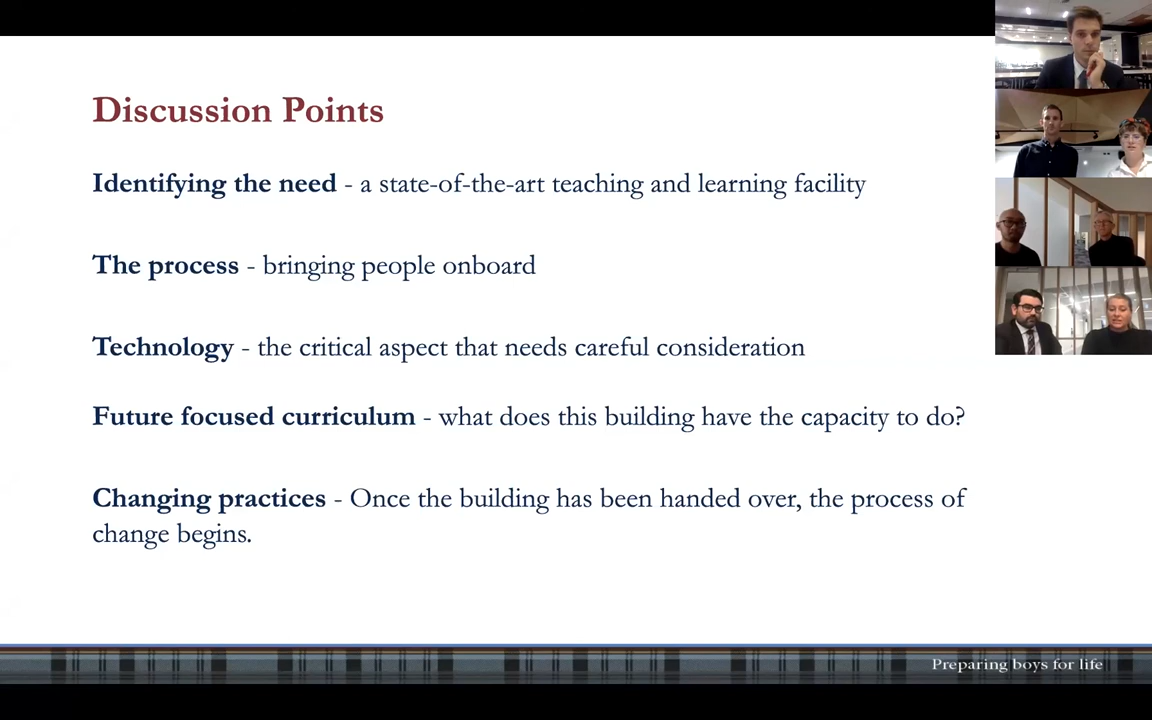 Discussion Points
Identifying the need - a state-of-the-art teaching and learning facility
The process - bringing people onboard
Technology - the critical aspect that needs careful consideration
Future focused curriculum - what does this building have the capacity to do?
Changing practices - Once the building has been handed over, the process of
change begins.
Preparing boys for life